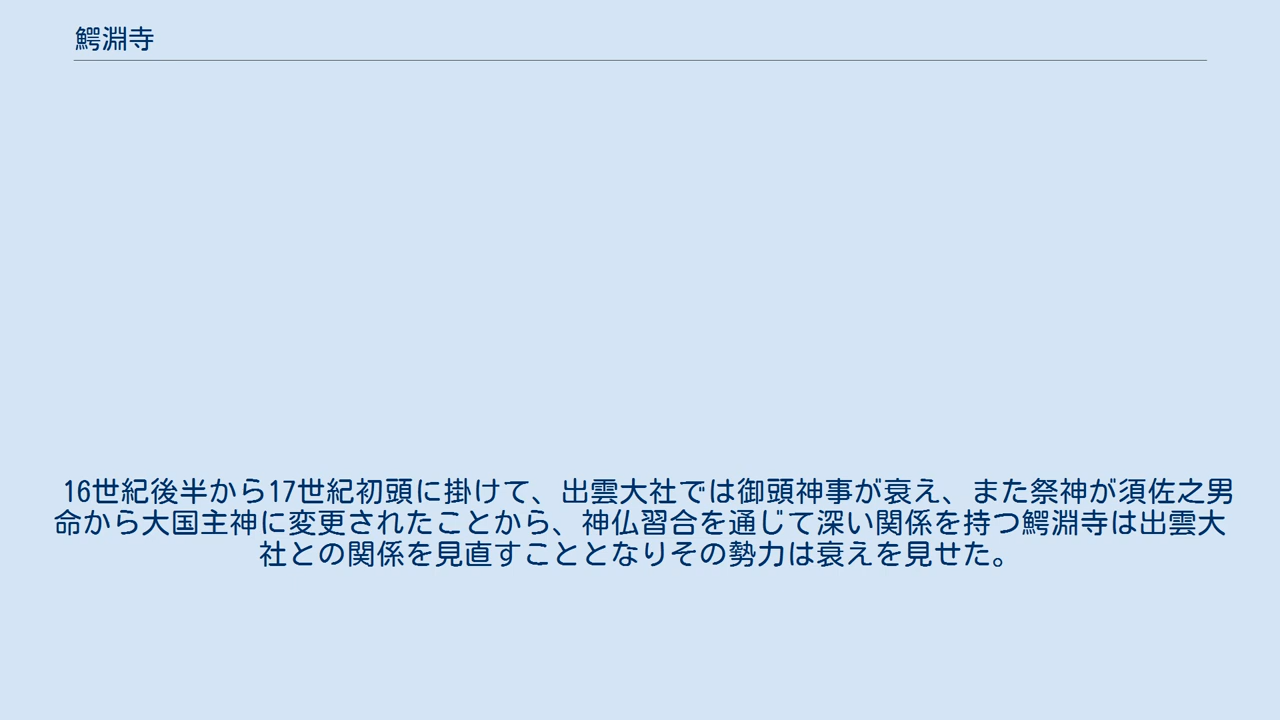 鰐淵寺
16世紀後半から17世紀初頭に掛けて、出雲大社では御頭神事が衰え、また祭神が須佐之男
命から大国主神に変更されたことから、神仏習合を通じて深い関係を持つ鰐淵寺は出雲大
社との関係を見直すこととなりその勢力は衰えを見せた。